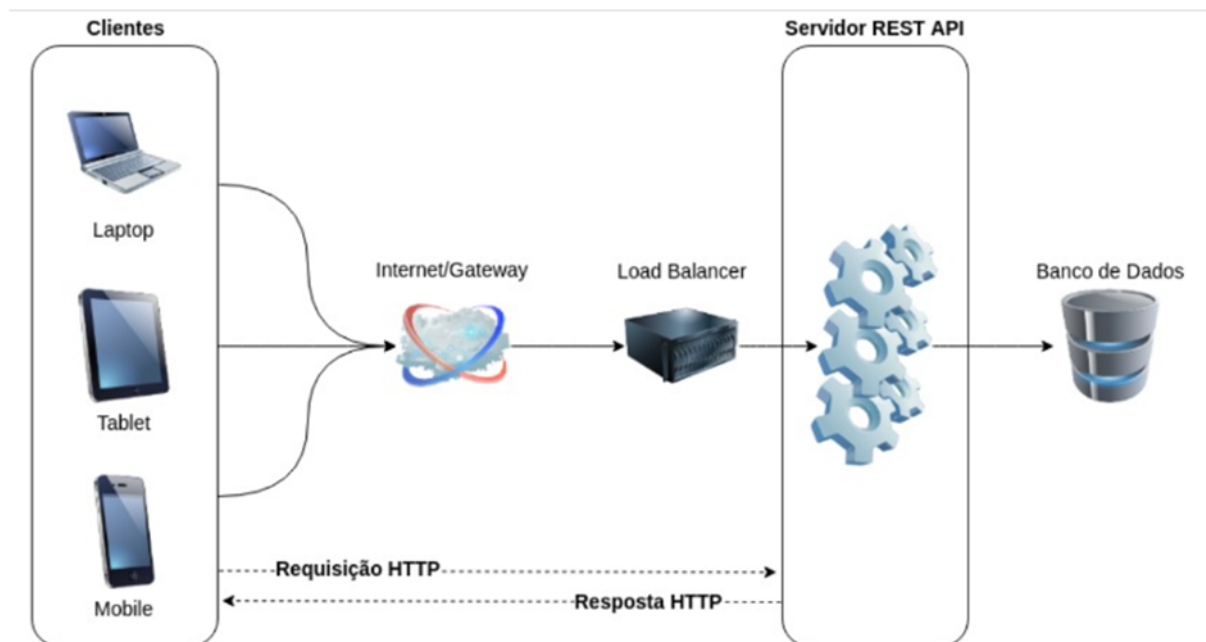 Clientes
Servidor REST API
Laptop
Internet/Gateway
Load Balancer
Banco de Dados
Tablet
Requisição HTTP
Resposta HTTP
Mobile